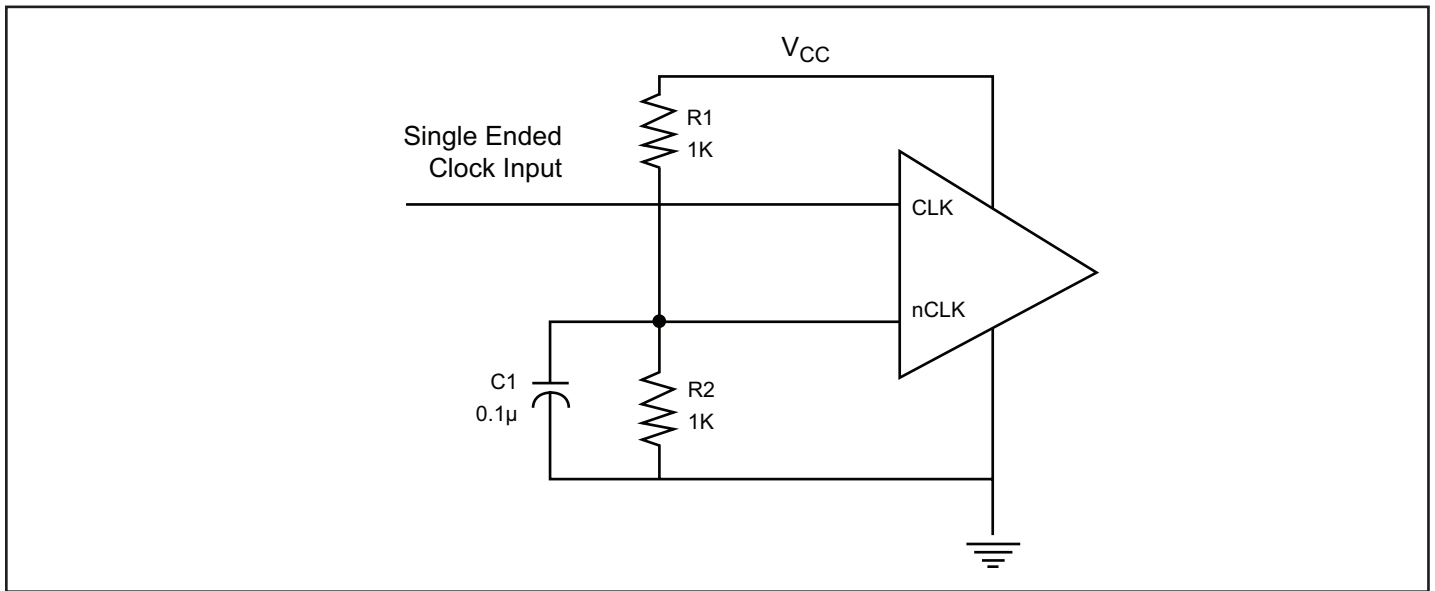 V_CC
R1
1K
Single Ended
Clock Input
CLK
nCLK
C1
0.1µ
R2
1K